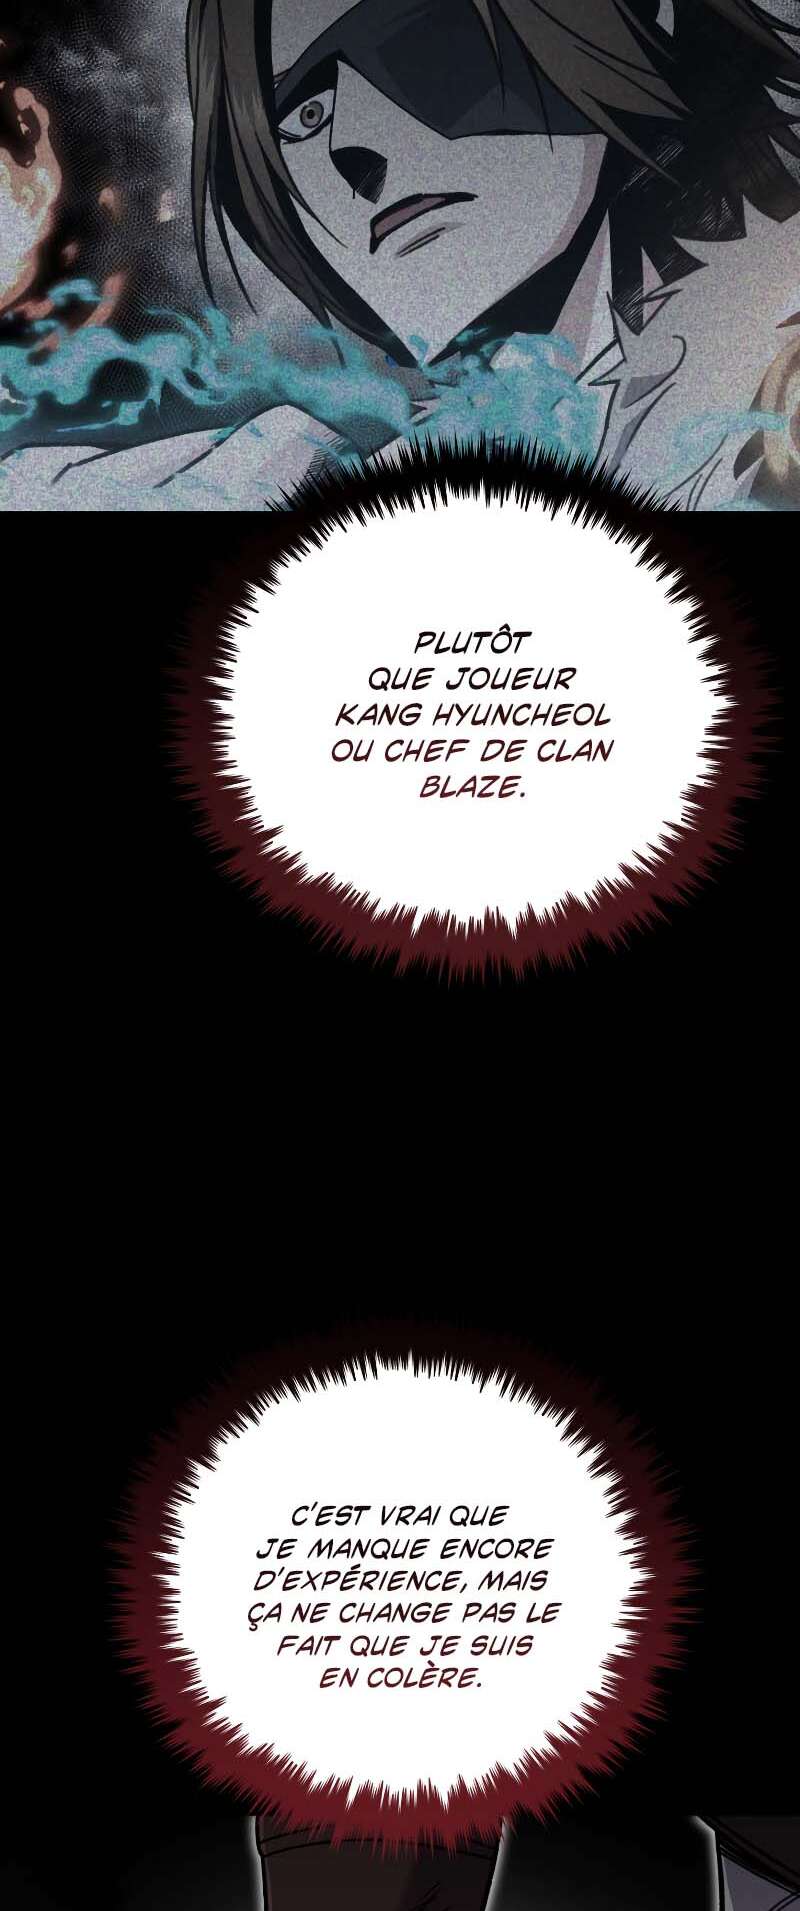 PLUTÔT
QUE JOUEUR
KANG HYUNCHEOL
OU CHEF DE CLAN
BLAZE.
C'EST VRAI QUE
JE MANQUE ENCORE
D'EXPÉRIENCE, MAIS
ÇA NE CHANGE PAS LE
FAIT QUE JE SUIS
EN COLÈRE.